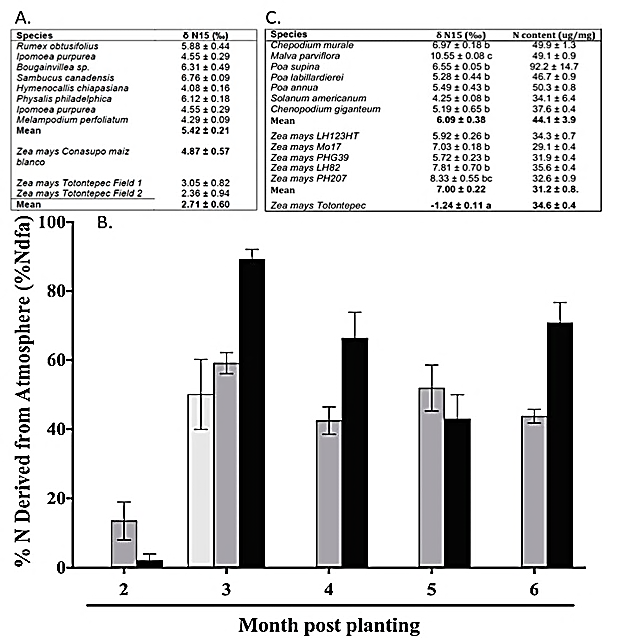 A.
Species δ N15 (‰)
Rumex obtusifolius 5.88 ± 0.44
Ipomoea purpurea 4.55 ± 0.29
Bougainvillea sp. 6.31 ± 0.49
Sambucus canadensis 6.76 ± 0.09
Hymenocallis chiapasiana 4.08 ± 0.16
Physalis philadelphica 6.12 ± 0.18
Ipomoea purpurea 4.55 ± 0.29
Melampodium perfoliatum 4.29 ± 0.09
Mean 5.42 ± 0.21
Zea mays Conasupo maiz blanco 4.87 ± 0.57
Zea mays Totontepec Field 1 3.05 ± 0.82
Zea mays Totontepec Field 2 2.36 ± 0.94
Mean 2.71 ± 0.60
C.
Species δ N15 (‰) N content (ug/mg)
Chepodium murale 6.97 ± 0.18 b 49.9 ± 1.3
Malva parviflora 10.55 ± 0.08 c 49.1 ± 0.9
Poa supina 6.55 ± 0.05 b 92.2 ± 14.7
Poa labillardierei 5.28 ± 0.44 b 46.7 ± 0.9
Poa annua 5.49 ± 0.43 b 50.3 ± 0.8
Solanum americanum 4.25 ± 0.08 b 34.1 ± 6.4
Chenopodium giganteum 5.19 ± 0.65 b 37.6 ± 0.4
Mean 6.09 ± 0.38 44.1 ± 3.9
Zea mays LH123HT 5.92 ± 0.26 b 34.3 ± 0.7
Zea mays Mo17 7.03 ± 0.18 b 29.1 ± 0.4
Zea mays PHG39 5.72 ± 0.23 b 31.9 ± 0.4
Zea mays LH82 7.81 ± 0.70 b 35.6 ± 0.4
Zea mays PH207 8.33 ± 0.55 bc 32.6 ± 0.9
Mean 7.00 ± 0.22 31.2 ± 0.8.
Zea mays Totontepec -1.24 ± 0.11 a 34.6 ± 0.4
B.
% N Derived from Atmosphere (%Ndfa)
100
80
60
40
20
0
2 3 4 5 6
Month post planting